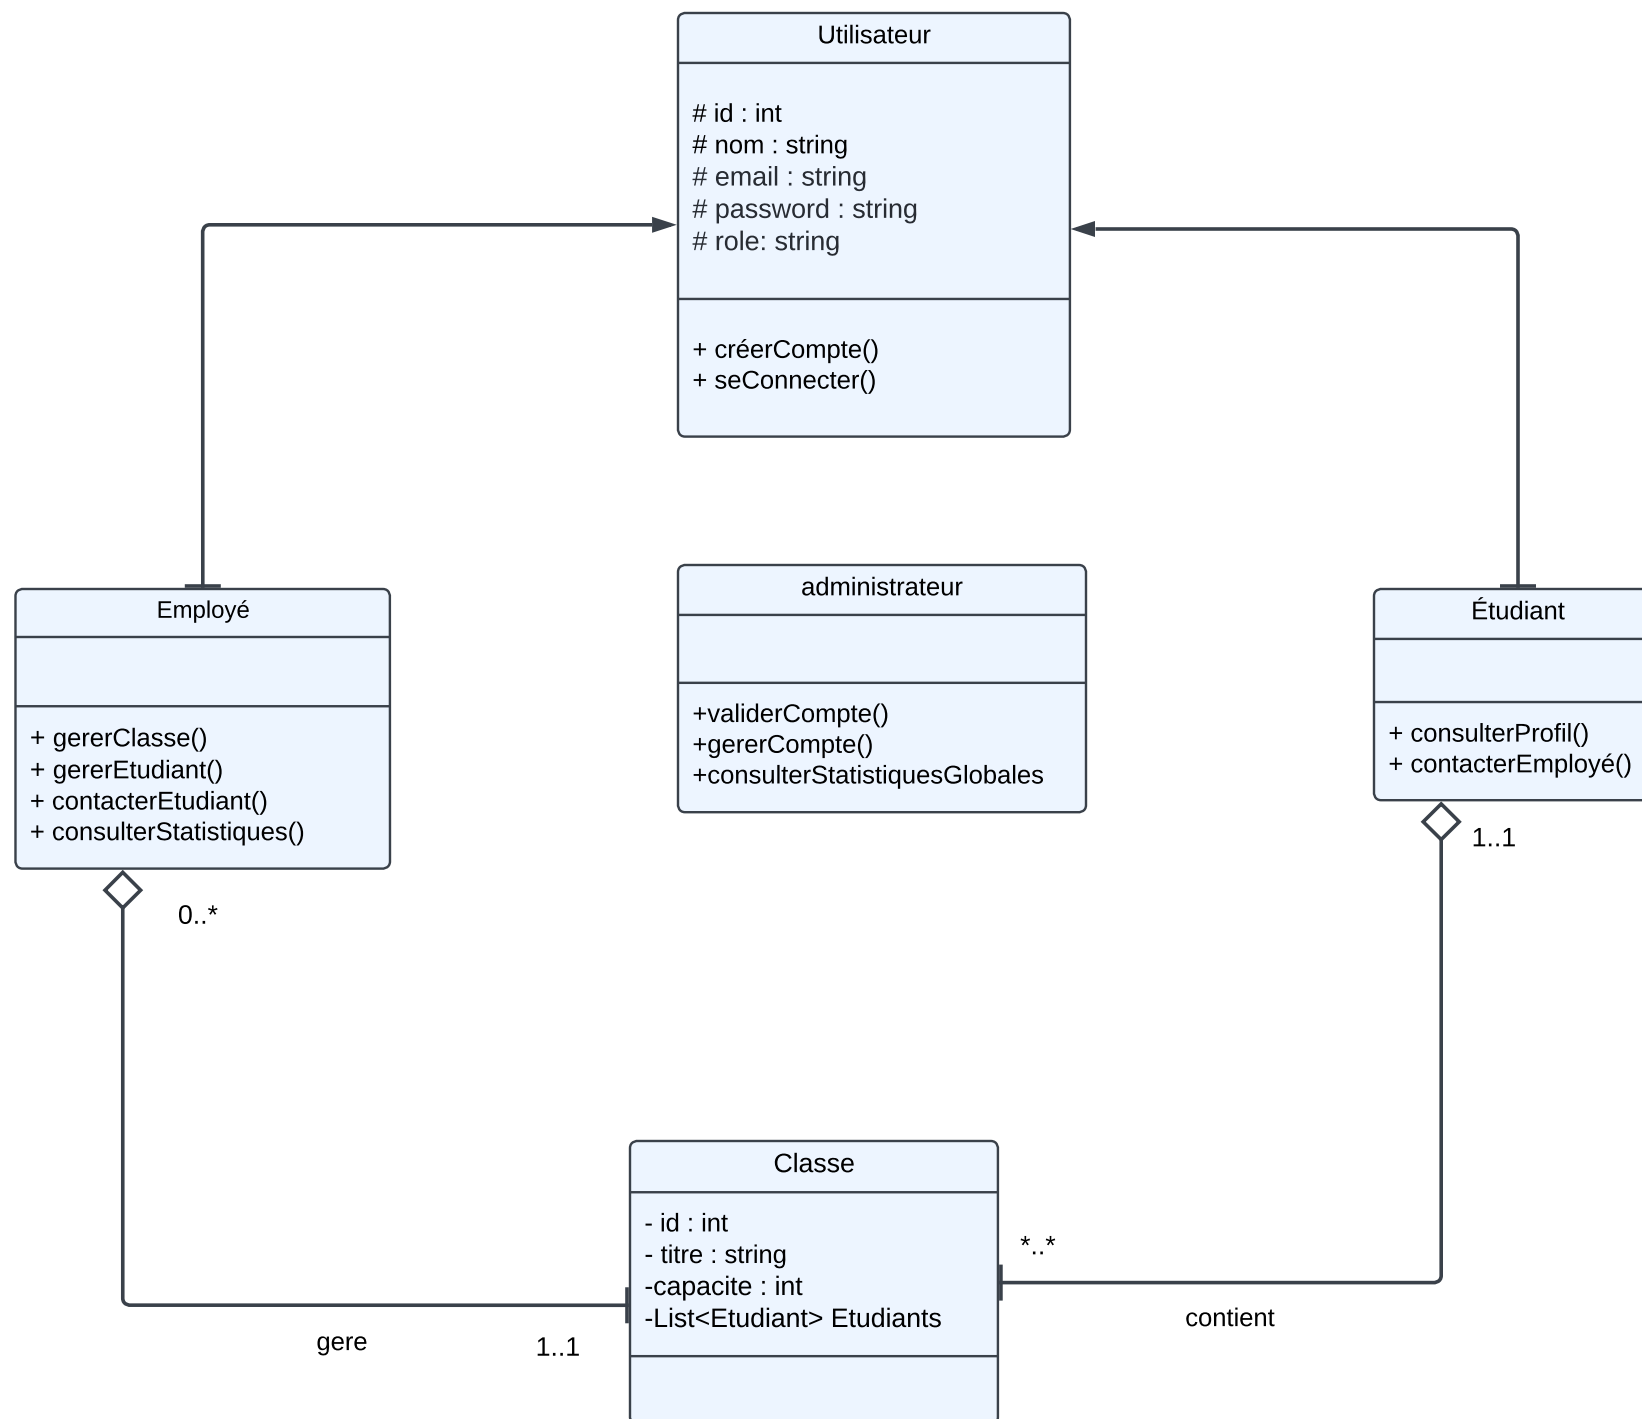 Utilisateur
# id : int
# nom : string
# email : string
# password : string
# role: string
+ créerCompte()
+ seConnecter()
Employé
+ gererClasse()
+ gererEtudiant()
+ contacterEtudiant()
+ consulterStatistiques()
0..*
administrateur
+validerCompte()
+gererCompte()
+consulterStatistiquesGlobales
Étudiant
+ consulterProfil()
+ contacterEmployé()
1..1
Classe
- id : int
- titre : string
-capacite : int
-List<Etudiant> Etudiants
*..*
contient
gere
1..1